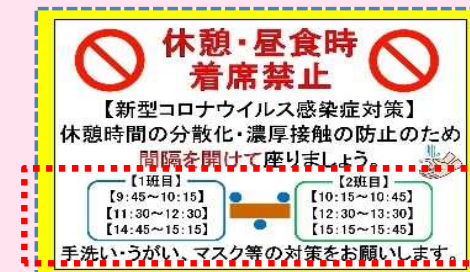 休憩・昼食時
着席禁止
【新型コロナウイルス感染症対策】
休憩時間の分散化・濃厚接触の防止のため
間隔を開けて座りましょう。
【1班目】
【9:45～10:15】
【11:30～12:30】
【14:45～15:15】
【2班目】
【10:15～10:45】
【12:30～13:30】
【15:15～15:45】
手洗い・うがい、マスク等の対策をお願いします。